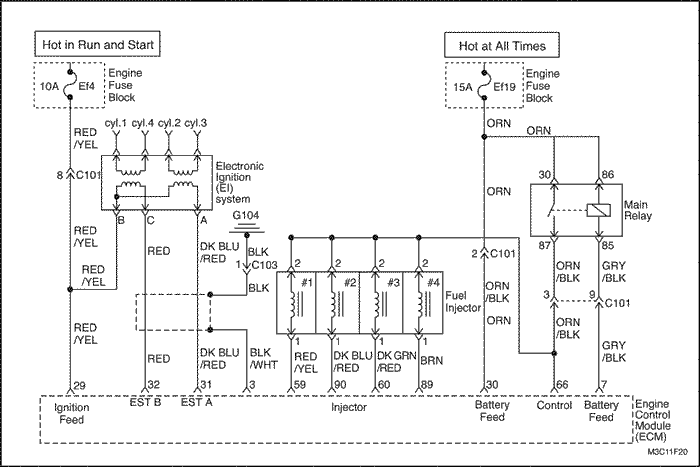 Hot in Run and Start
Hot at All Times
10A Ef4
Engine
Fuse
Block
15A Ef19
Engine
Fuse
Block
RED
/YEL
cyl.1 cyl.4 cyl.2 cyl.3
ORN
ORN
8 C101
Electronic
Ignition
(EI)
system
30 86
ORN
Main
Relay
B C A
G104
87 85
RED
/YEL
RED
DK BLU
/RED
BLK
1 C103
BLK
2 C101
ORN
/BLK
GRY
/BLK
RED
/YEL
2 2 2 2
#1 #2 #3 #4
Fuel
Injector
ORN
/BLK
ORN
3 9 C101
RED
/YEL
RED
DK BLU
/RED
BLK
/WHT
1 1 1 1
RED
/YEL
DK BLU
/RED
DK GRN
/RED
BRN
ORN
/BLK
GRY
/BLK
29 32 31 3 59 90 60 89 30 66 7
Ignition
Feed
EST B EST A
Injector
Battery
Feed
Control
Battery
Feed
Engine
Control
Module
(ECM)
M3C11F20